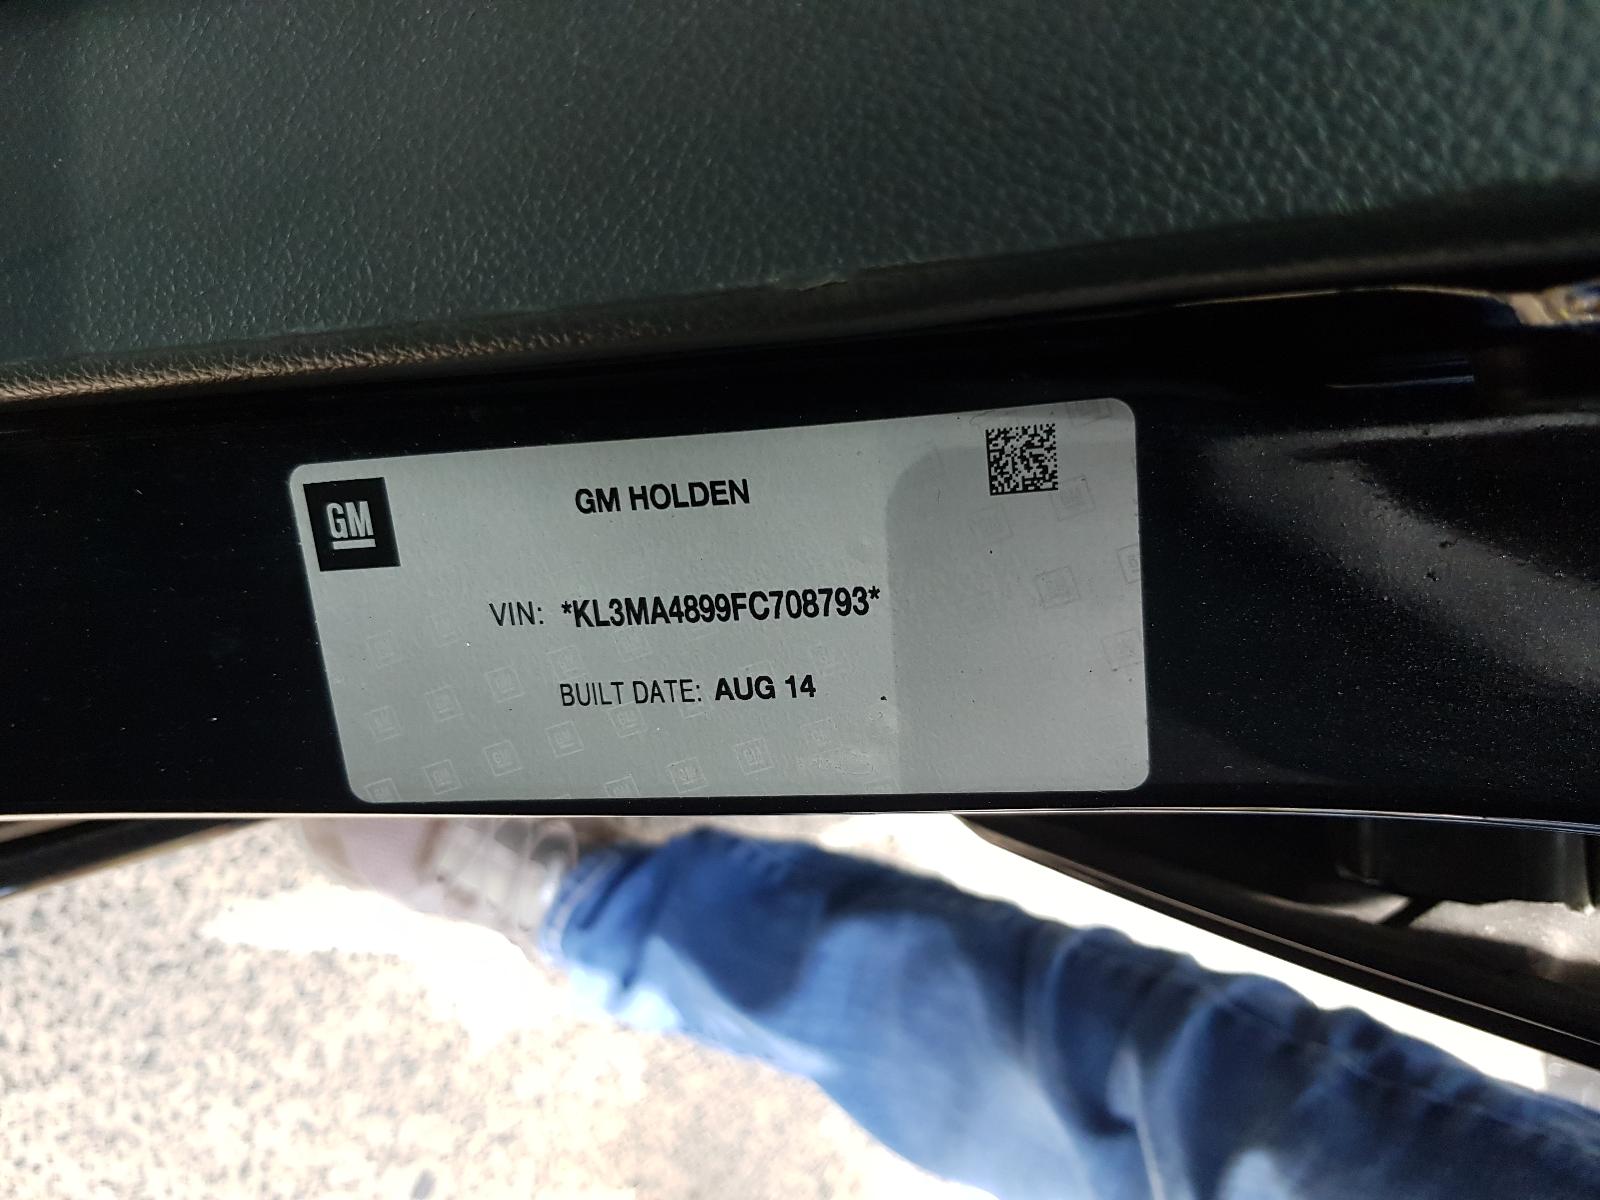 GM
GM HOLDEN
VIN: *KL3MA4899FC708793*
BUILT DATE: AUG 14